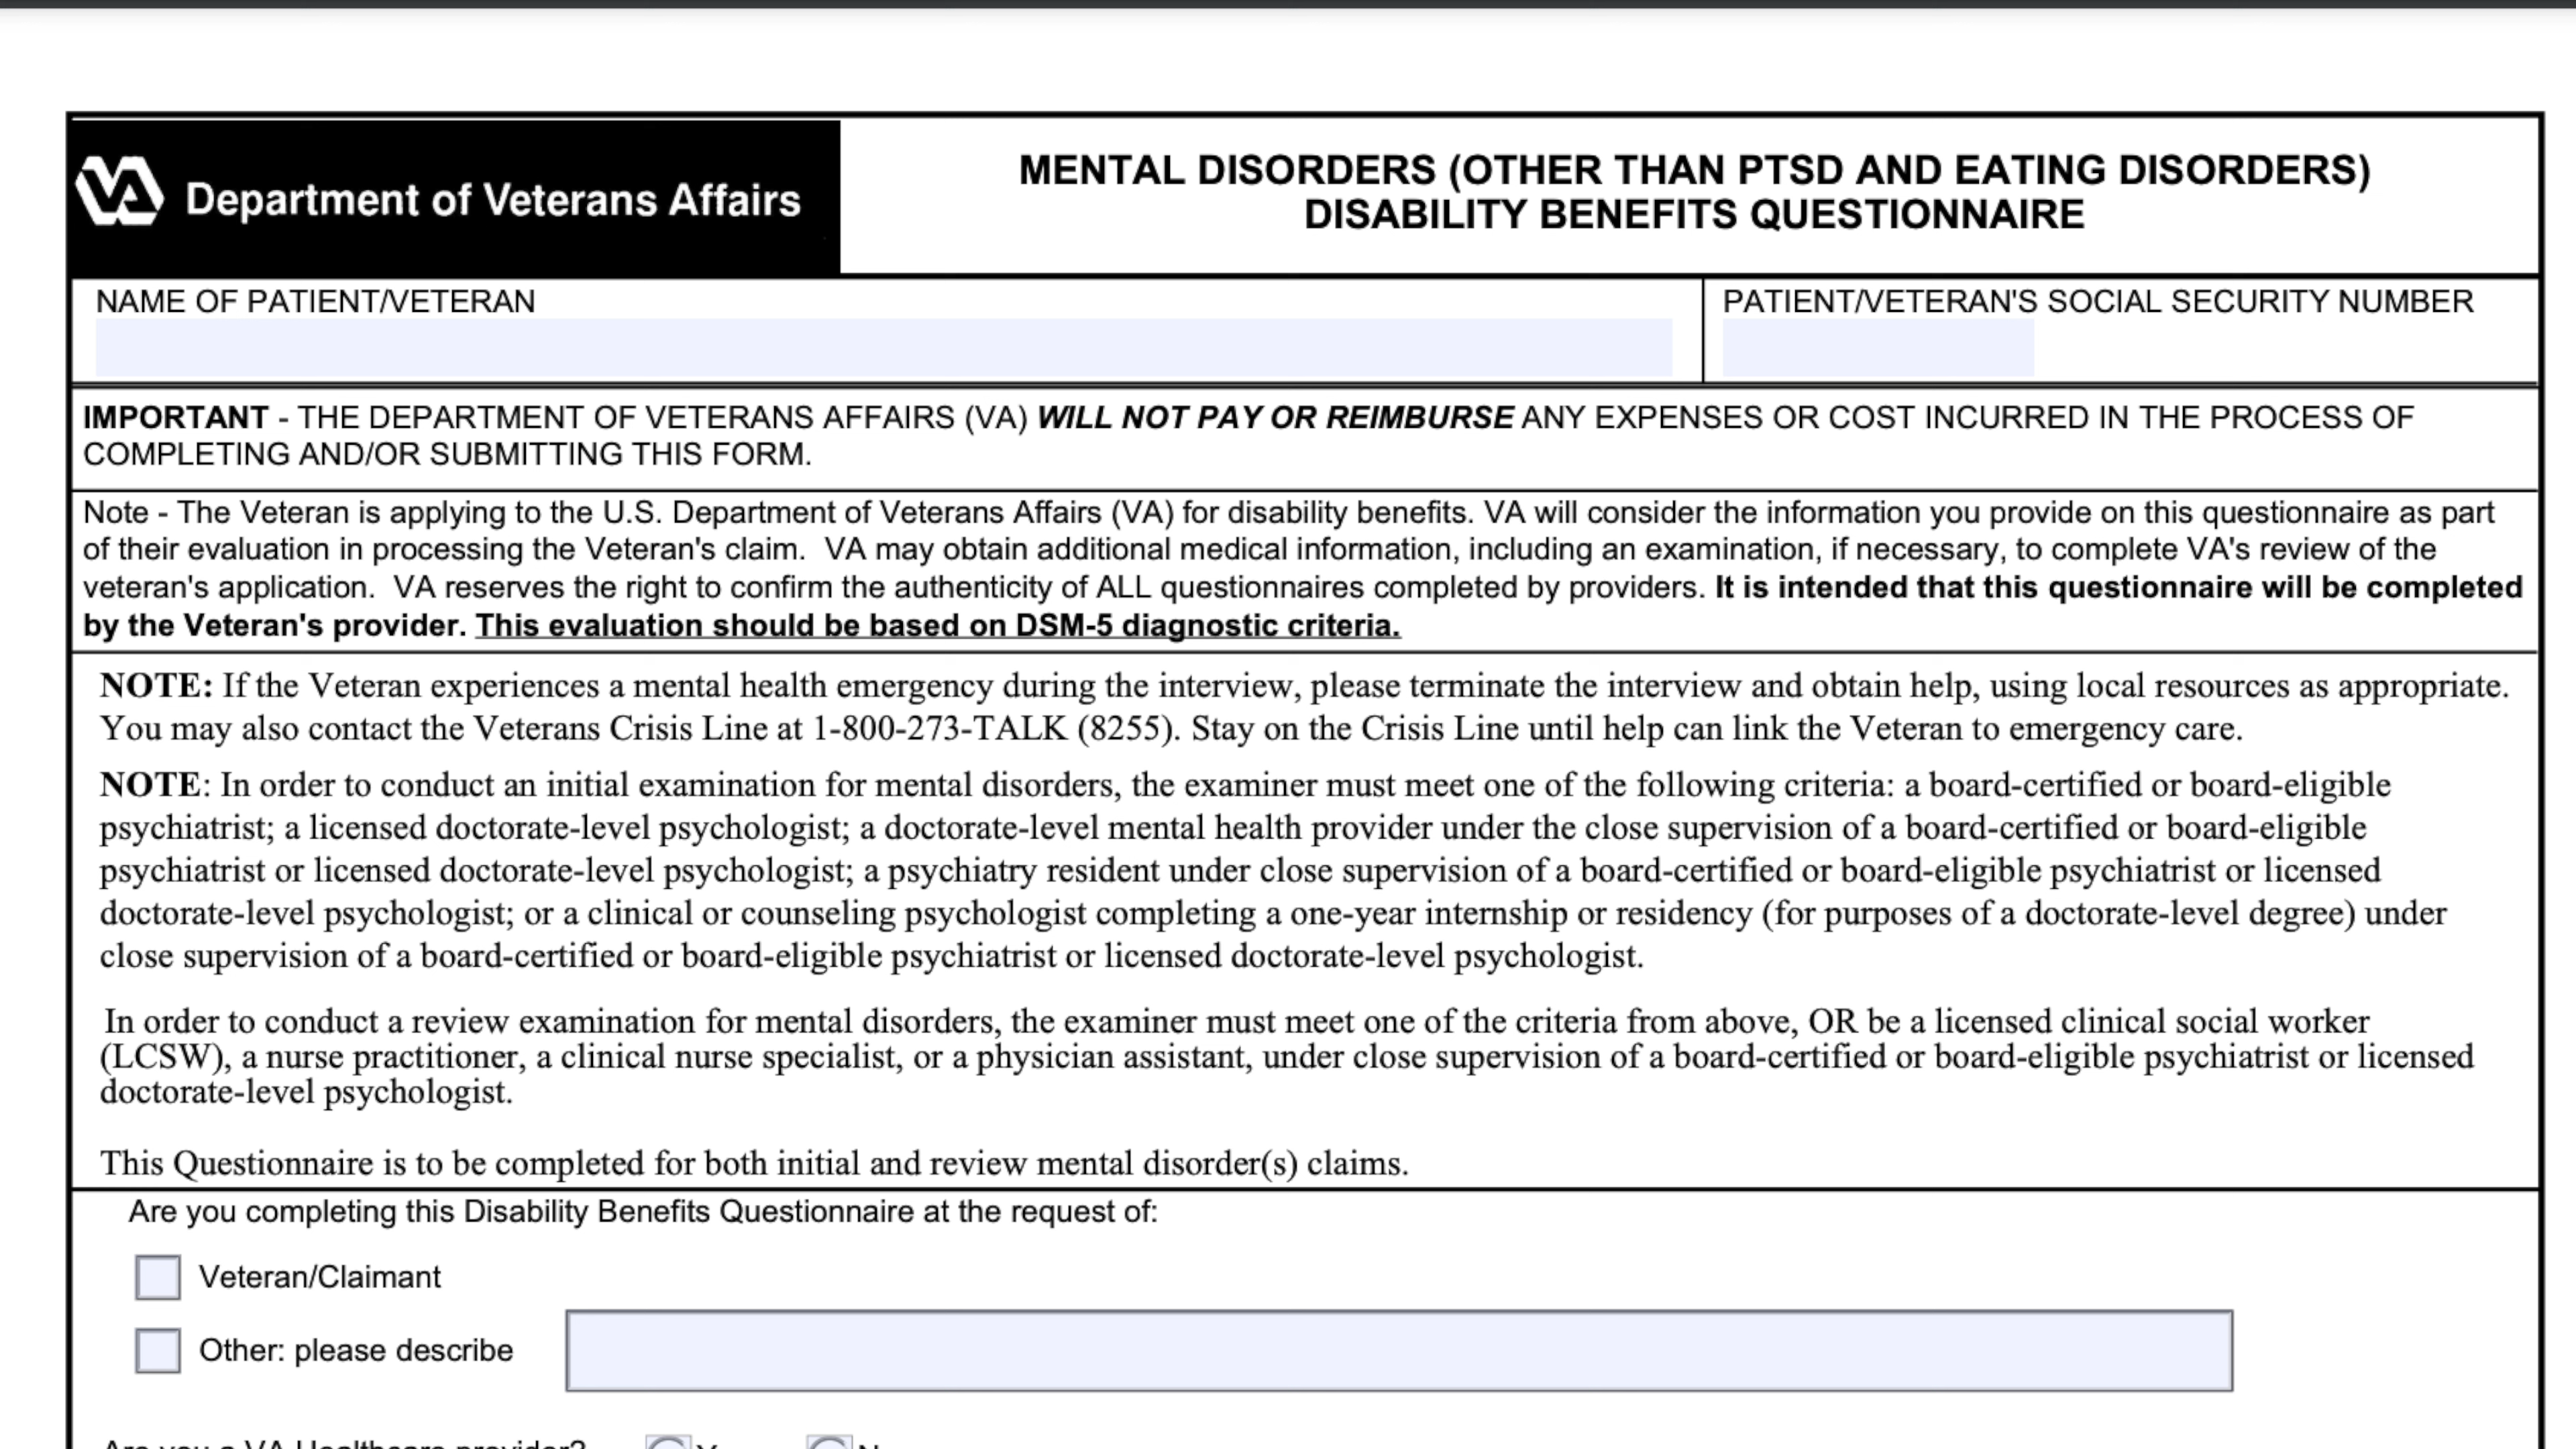 VA Department of Veterans Affairs
MENTAL DISORDERS (OTHER THAN PTSD AND EATING DISORDERS)
DISABILITY BENEFITS QUESTIONNAIRE
NAME OF PATIENT/VETERAN
PATIENT/VETERAN'S SOCIAL SECURITY NUMBER
IMPORTANT - THE DEPARTMENT OF VETERANS AFFAIRS (VA) WILL NOT PAY OR REIMBURSE ANY EXPENSES OR COST INCURRED IN THE PROCESS OF
COMPLETING AND/OR SUBMITTING THIS FORM.
Note - The Veteran is applying to the U.S. Department of Veterans Affairs (VA) for disability benefits. VA will consider the information you provide on this questionnaire as part
of their evaluation in processing the Veteran's claim. VA may obtain additional medical information, including an examination, if necessary, to complete VA's review of the
veteran's application. VA reserves the right to confirm the authenticity of ALL questionnaires completed by providers. It is intended that this questionnaire will be completed
by the Veteran's provider. This evaluation should be based on DSM-5 diagnostic criteria.
NOTE: If the Veteran experiences a mental health emergency during the interview, please terminate the interview and obtain help, using local resources as appropriate.
You may also contact the Veterans Crisis Line at 1-800-273-TALK (8255). Stay on the Crisis Line until help can link the Veteran to emergency care.
NOTE: In order to conduct an initial examination for mental disorders, the examiner must meet one of the following criteria: a board-certified or board-eligible
psychiatrist; a licensed doctorate-level psychologist; a doctorate-level mental health provider under the close supervision of a board-certified or board-eligible
psychiatrist or licensed doctorate-level psychologist; a psychiatry resident under close supervision of a board-certified or board-eligible psychiatrist or licensed
doctorate-level psychologist; or a clinical or counseling psychologist completing a one-year internship or residency (for purposes of a doctorate-level degree) under
close supervision of a board-certified or board-eligible psychiatrist or licensed doctorate-level psychologist.
In order to conduct a review examination for mental disorders, the examiner must meet one of the criteria from above, OR be a licensed clinical social worker
(LCSW), a nurse practitioner, a clinical nurse specialist, or a physician assistant, under close supervision of a board-certified or board-eligible psychiatrist or licensed
doctorate-level psychologist.
This Questionnaire is to be completed for both initial and review mental disorder(s) claims.
Are you completing this Disability Benefits Questionnaire at the request of:
Veteran/Claimant
Other: please describe
Are you a VA Healthcare provider?